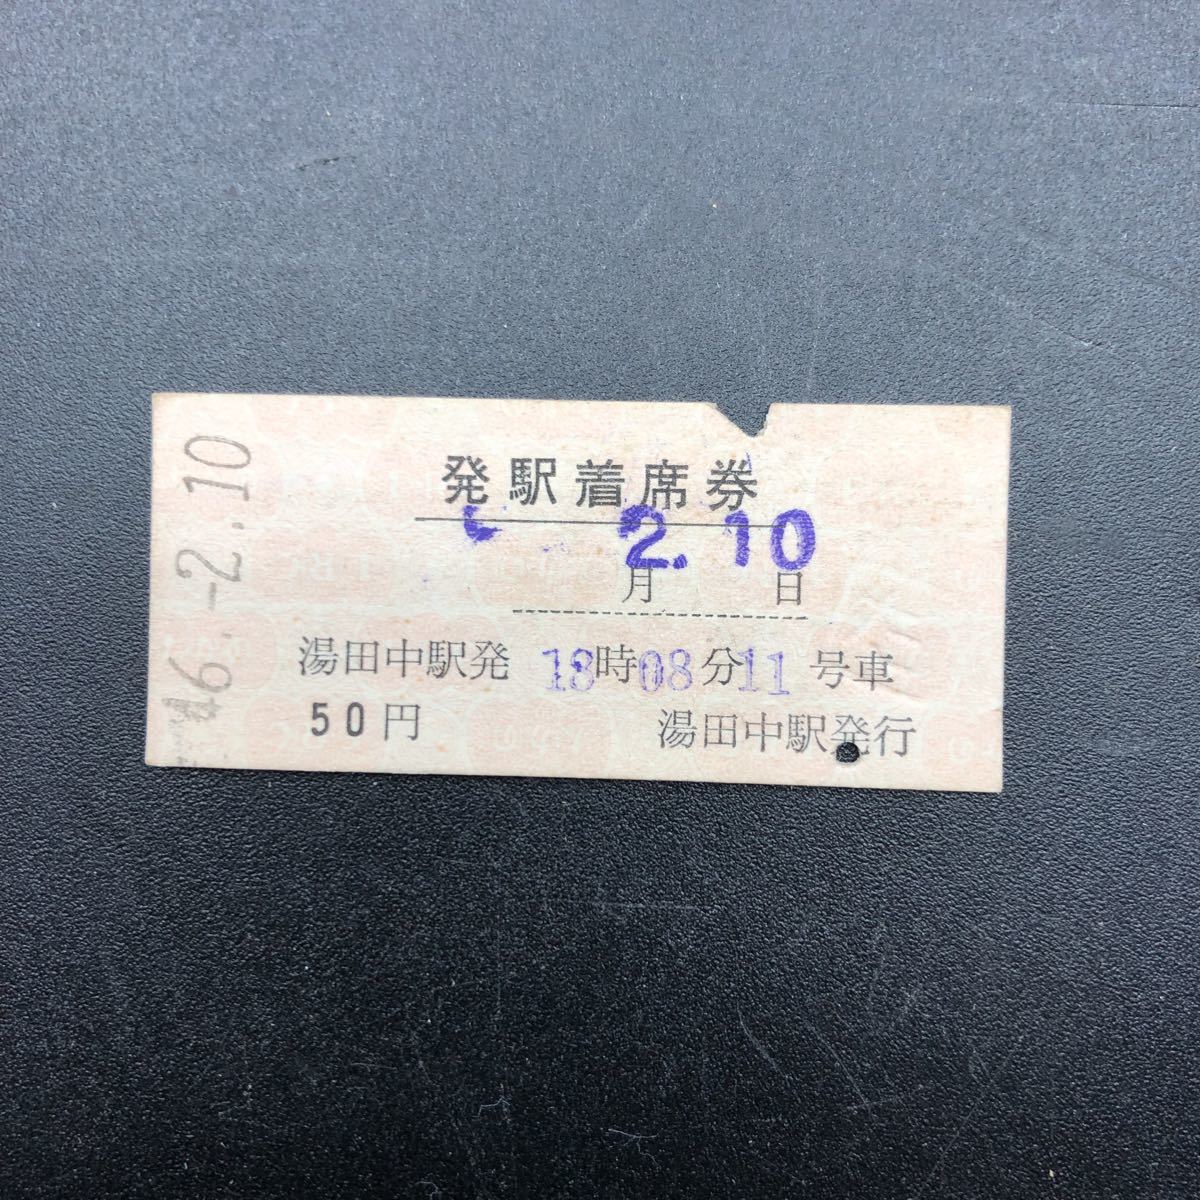 46.-2.10
発駅着席券
2.10
月 日
湯田中駅発 18時08分11号車
50円 湯田中駅発行